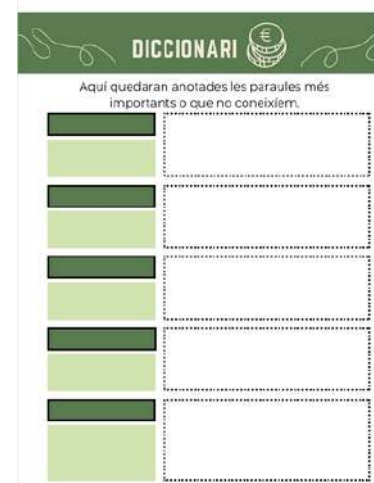 DICCIONARI
Aquí quedaran anotades les paraules més
importants o que no coneixíem.